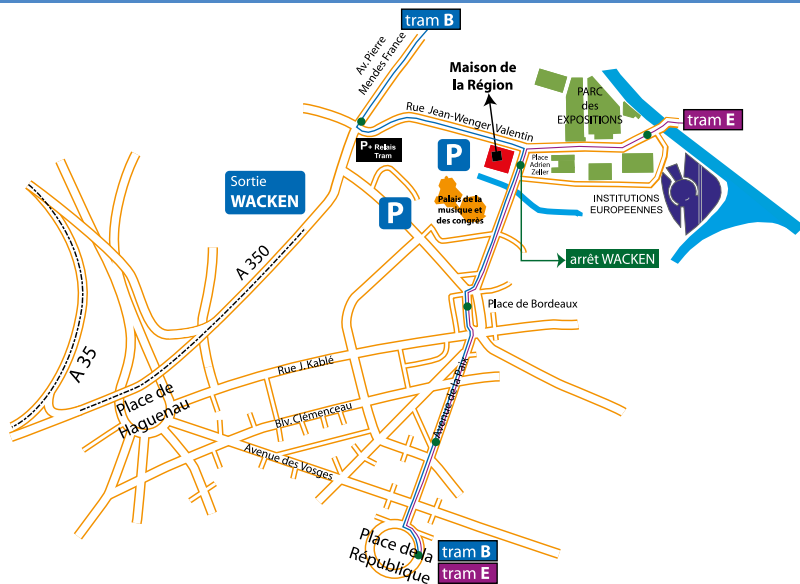 tram B
Av. Pierre
Mendes France
Maison de
la Région
Rue Jean-Wenger Valentin
PARC
des
EXPOSITIONS
tram E
P+ Relais
Tram
P
Place
Adrien
Zeller
Sortie
WACKEN
P
Palais de la
musique et
des congrès
INSTITUTIONS
EUROPEENNES
A 350
arrêt WACKEN
Place de Bordeaux
A 35
Rue J. Kablé
Place de
Haguenau
Avenue de la Paix
Blv. Clémenceau
Avenue des Vosges
Place de la
République
tram B
tram E